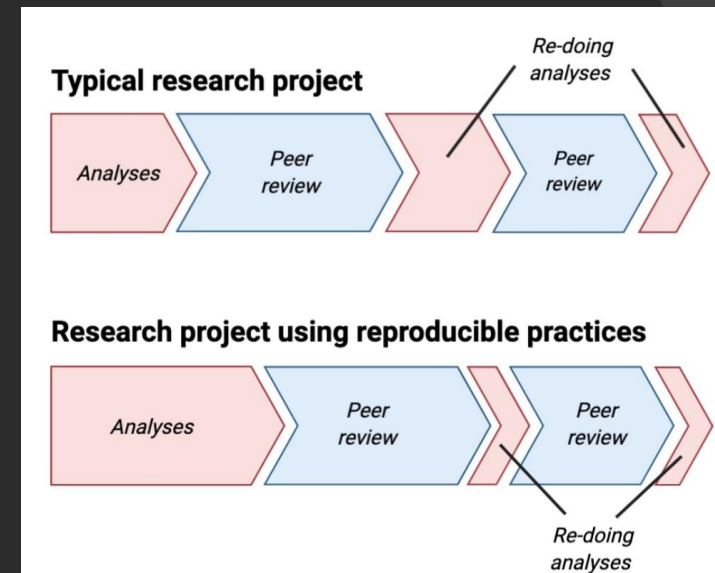 Re-doing
analyses
Typical research project
Analyses
Peer
review
Peer
review
Research project using reproducible practices
Analyses
Peer
review
Peer
review
Re-doing
analyses